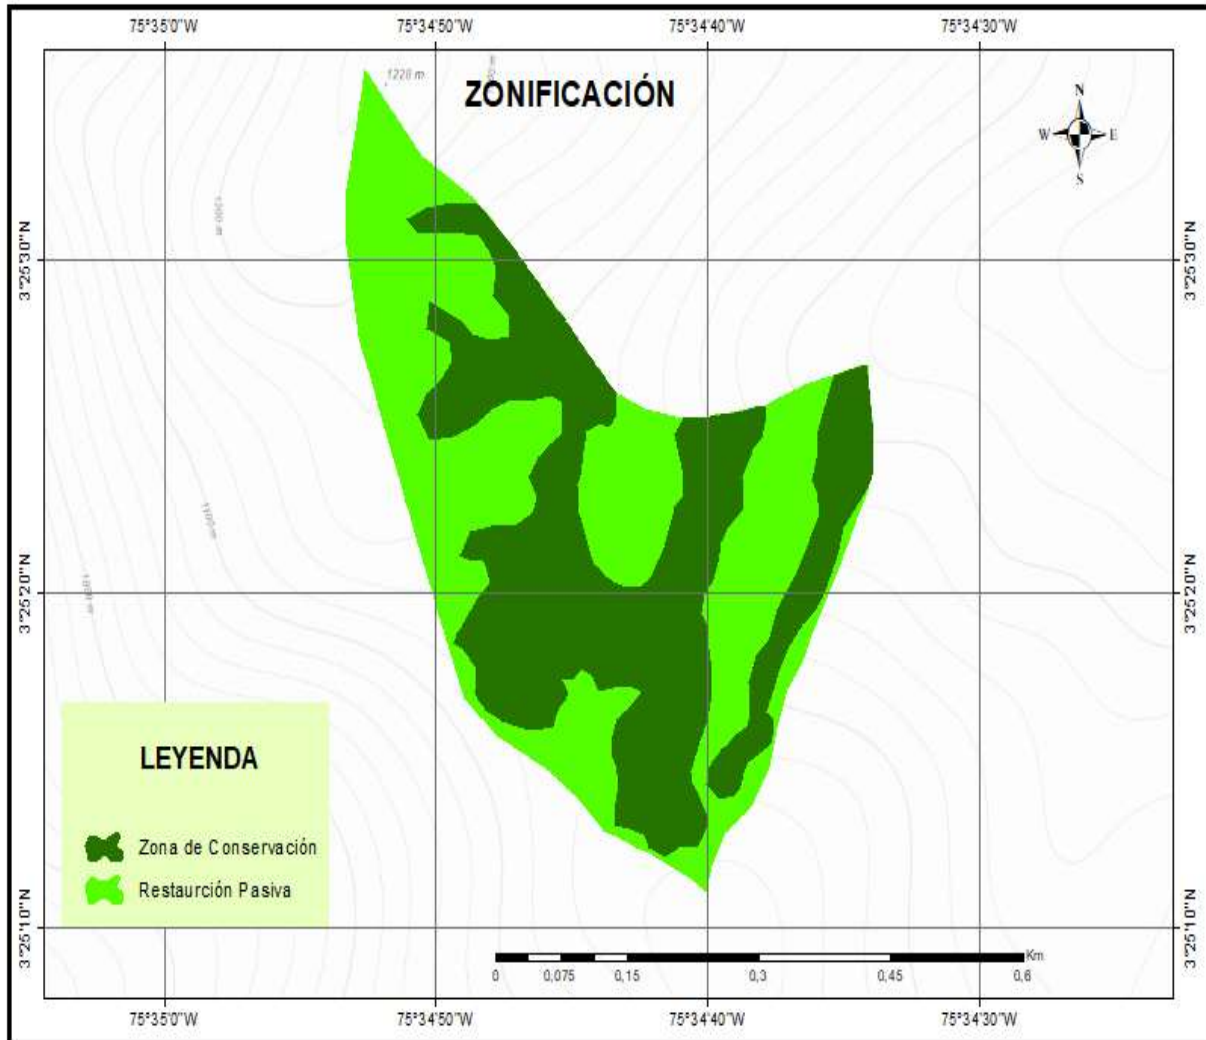 75°35'0"W 75°34'50"W 75°34'40"W 75°34'30"W
1220 m
ZONIFICACIÓN
N
W E
S
1200 m
3°25'30"N 3°25'30"N
3°25'20"N 3°25'20"N
LEYENDA
Zona de Conservación
Restaurción Pasiva
3°25'10"N 3°25'10"N
Km
0 0,075 0,15 0,3 0,45 0,6
75°35'0"W 75°34'50"W 75°34'40"W 75°34'30"W